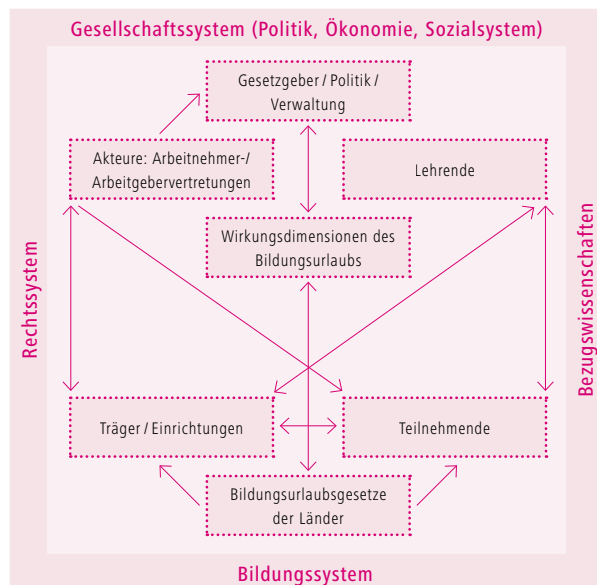 Gesellschaftssystem (Politik, Ökonomie, Sozialsystem)
Gesetzgeber / Politik /
Verwaltung
Akteure: Arbeitnehmer-/
Arbeitgebervertretungen
Lehrende
Wirkungsdimensionen des
Bildungsurlaubs
Rechtssystem
Bezugswissenschaften
Träger / Einrichtungen
Teilnehmende
Bildungsurlaubsgesetze
der Länder
Bildungssystem